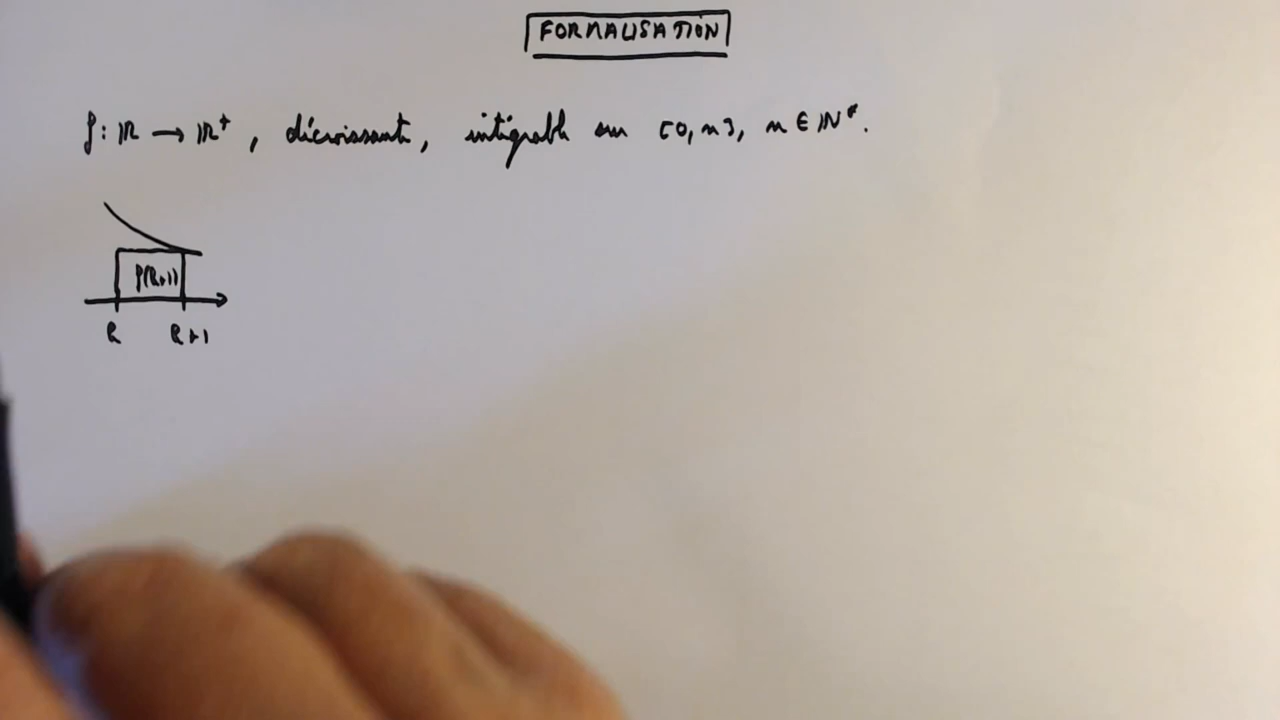 FORMALISATION
f: ℝ → ℝ⁺, décroissante, intégrable sur [0,n], n ∈ ℕ*.
f(k+1)
k k+1